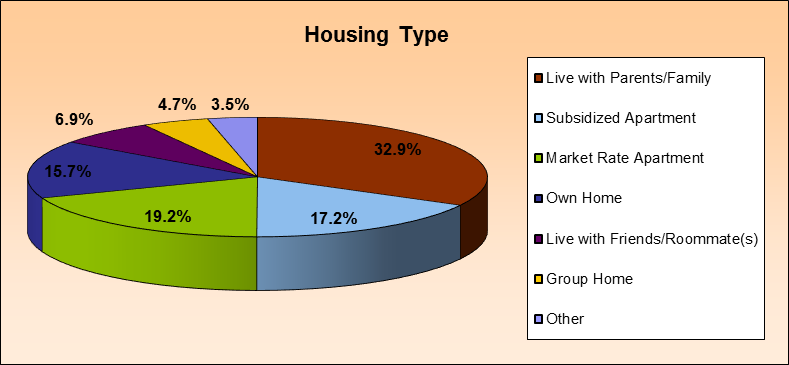 Housing Type
3.5%
4.7%
6.9%
32.9%
15.7%
19.2%
17.2%
Live with Parents/Family
Subsidized Apartment
Market Rate Apartment
Own Home
Live with Friends/Roommate(s)
Group Home
Other